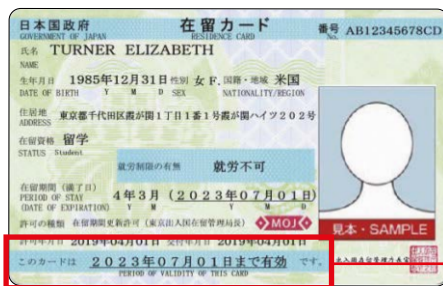 日本国政府 在留カード 番号 AB12345678CD
GOVERNMENT OF JAPAN RESIDENCE CARD No.
氏名 TURNER ELIZABETH
NAME
生年月日 1985年12月31日 性別 女 F. 国籍・地域 米国
DATE OF BIRTH Y M D SEX NATIONALITY/REGION
住居地 東京都千代田区霞が関1丁目1番1号霞が関ハイツ202号
ADDRESS
在留資格 留学
STATUS Student
就労制限の有無 就労不可
在留期間(満了日) 4年3月(2023年07月01日)
PERIOD OF STAY
(DATE OF EXPIRATION) Y M Y M D
許可の種類 在留期間更新許可(東京出入国在留管理局長) MOJ
見本・SAMPLE
許可年月日 2019年04月01日 交付年月日 2019年04月01日
このカードは 2023年07月01日まで有効 です。
PERIOD OF VALIDITY OF THIS CARD